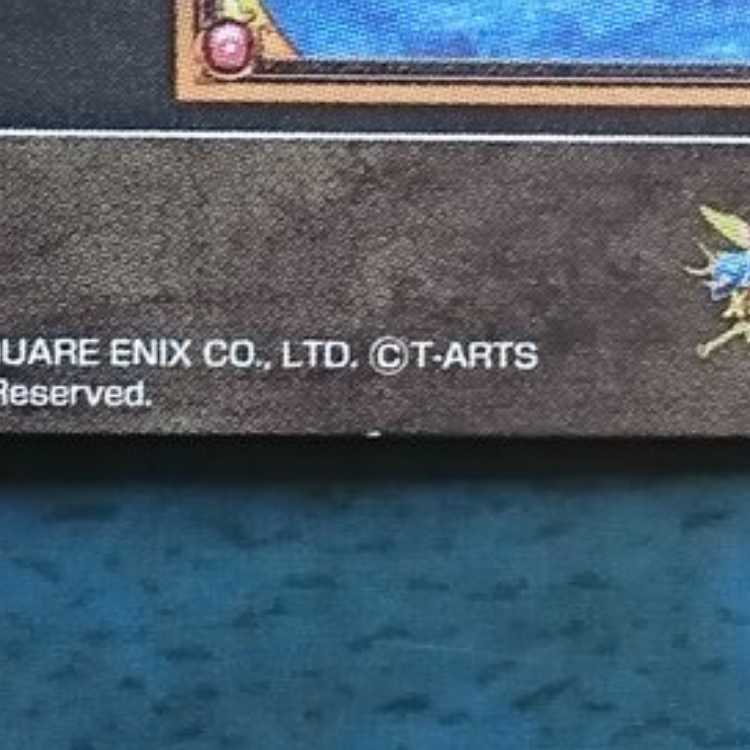 UARE ENIX CO., LTD. ©T-ARTS
Reserved.